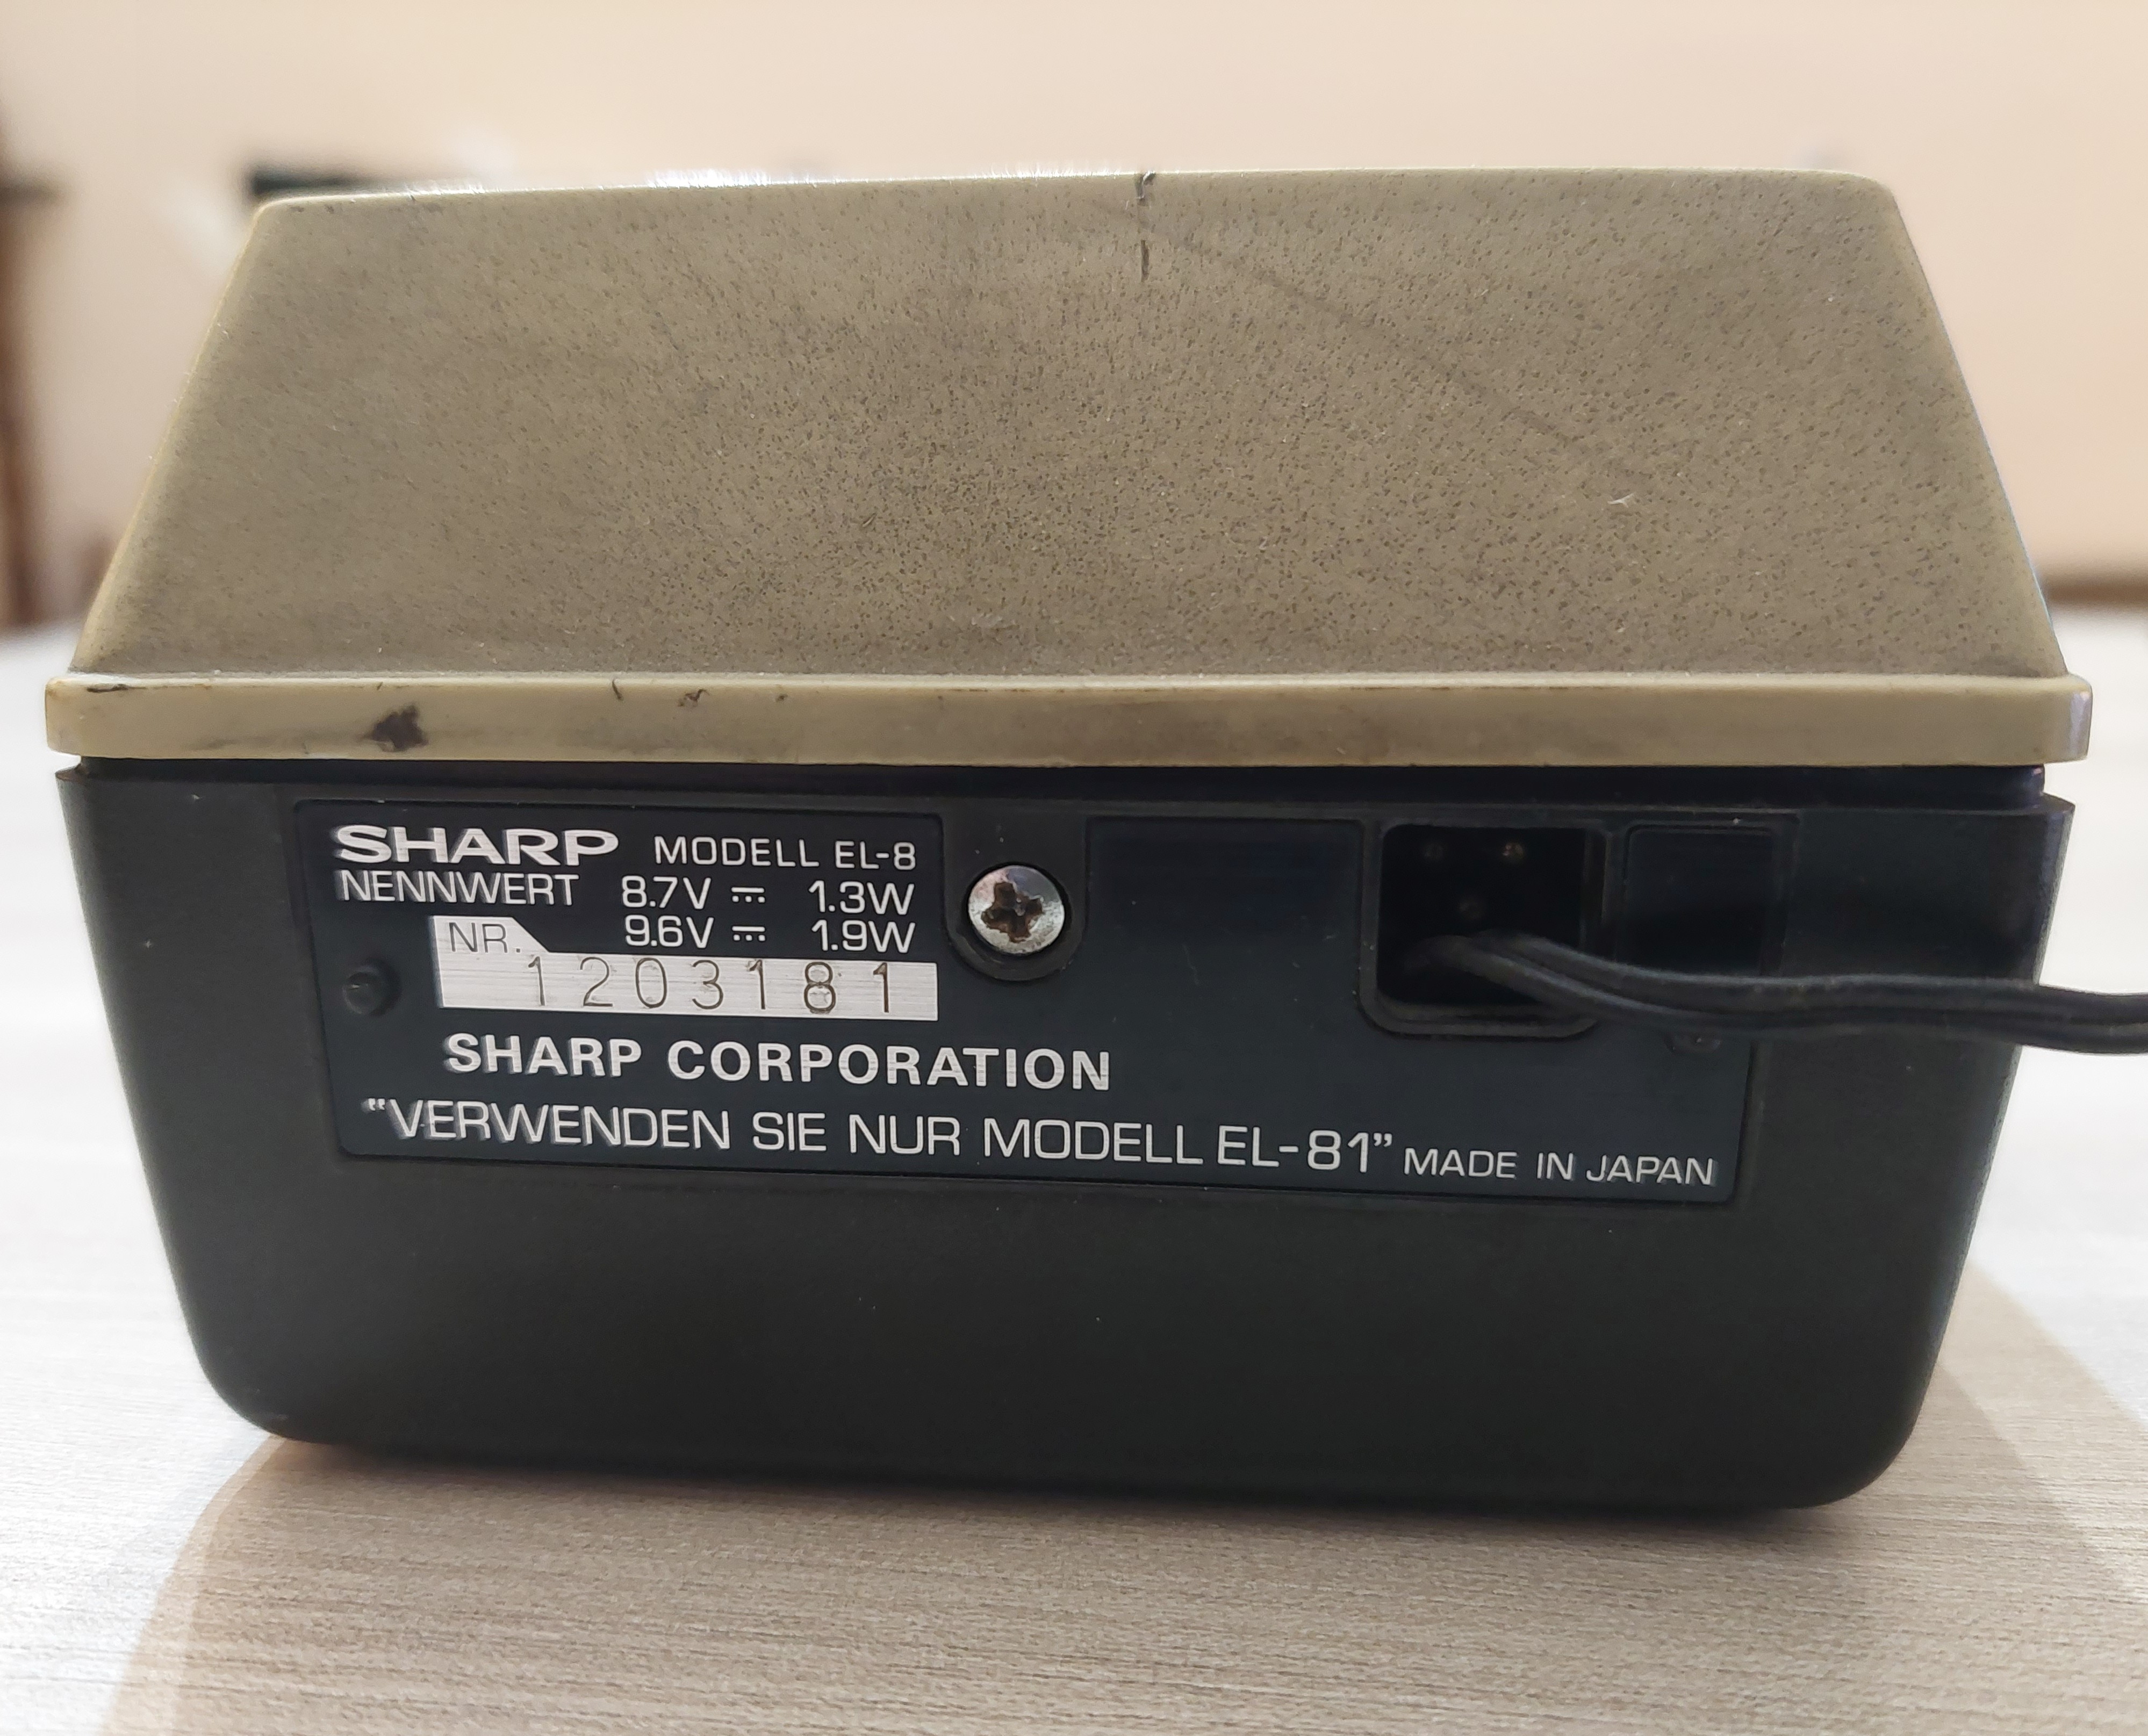 SHARP MODELL EL-8
NENNWERT 8.7V ⎓ 1.3W
9.6V ⎓ 1.9W
NR.
1203181
SHARP CORPORATION
"VERWENDEN SIE NUR MODELL EL-81" MADE IN JAPAN